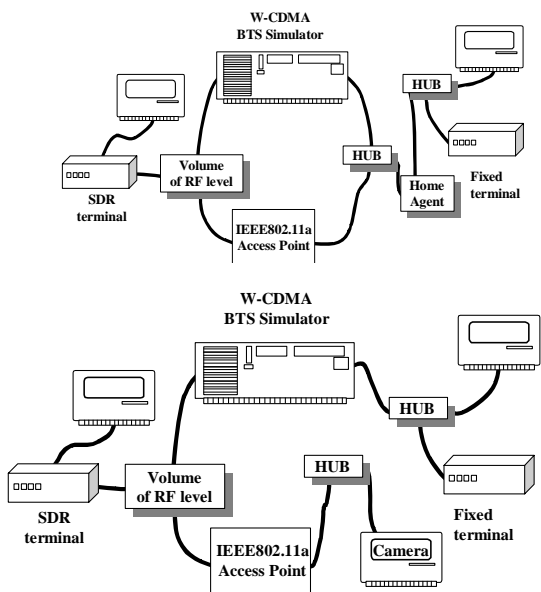 W-CDMA
BTS Simulator
HUB
HUB
Volume
of RF level
SDR
terminal
Home
Agent
Fixed
terminal
IEEE802.11a
Access Point
W-CDMA
BTS Simulator
HUB
HUB
Volume
of RF level
SDR
terminal
Fixed
terminal
IEEE802.11a
Access Point
Camera